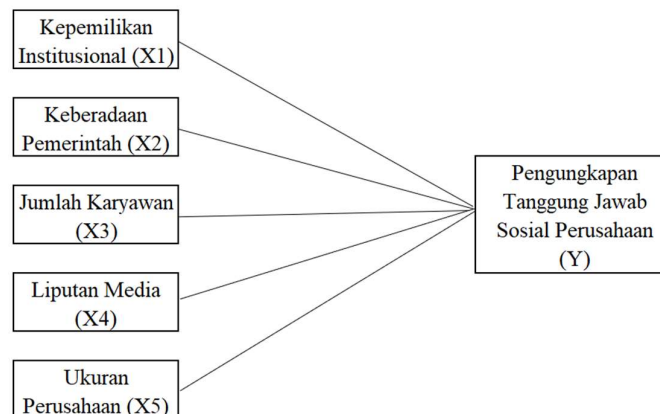 Kepemilikan
Institusional (X1)
Keberadaan
Pemerintah (X2)
Jumlah Karyawan
(X3)
Liputan Media
(X4)
Ukuran
Perusahaan (X5)
Pengungkapan
Tanggung Jawab
Sosial Perusahaan
(Y)